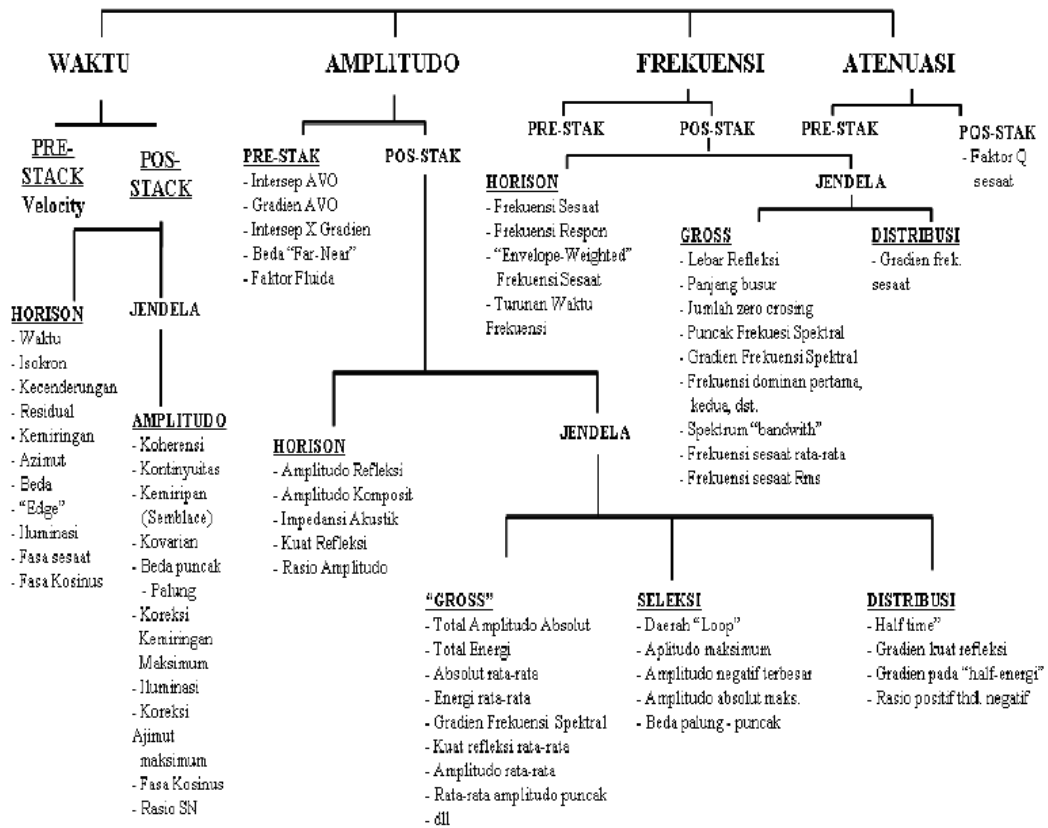 WAKTU
PRE-
STACK
Velocity
POS-
STACK
HORISON
- Waktu
- Isokron
- Kecenderungan
- Residual
- Kemiringan
- Azimut
- Beda
- "Edge"
- Iluminasi
- Fasa sesaat
- Fasa Kosinus
JENDELA
AMPLITUDO
- Koherensi
- Kontinyuitas
- Kemiripan
(Semblace)
- Kovarian
- Beda puncak
- Palung
- Koreksi
Kemiringan
Maksimum
- Iluminasi
- Koreksi
Ajimut
maksimum
- Fasa Kosinus
- Rasio SN
AMPLITUDO
PRE-STAK
- Intersep AVO
- Gradien AVO
- Intersep X Gradien
- Beda "Far-Near"
- Faktor Fluida
POS-STAK
HORISON
- Amplitudo Refleksi
- Amplitudo Komposit
- Impedansi Akustik
- Kuat Refleksi
- Rasio Amplitudo
JENDELA
"GROSS"
- Total Amplitudo Absolut
- Total Energi
- Absolut rata-rata
- Energi rata-rata
- Gradien Frekuensi Spektral
- Kuat refleksi rata-rata
- Amplitudo rata-rata
- Rata-rata amplitudo puncak
- dll
SELEKSI
- Daerah "Loop"
- Aplitudo maksimum
- Amplitudo negatif terbesar
- Amplitudo absolut maks.
- Beda palung - puncak
DISTRIBUSI
- Half time"
- Gradien kuat refleksi
- Gradien pada "half-energi"
- Rasio positif thd. negatif
FREKUENSI
PRE-STAK
POS-STAK
HORISON
- Frekuensi Sesaat
- Frekuensi Respon
- "Envelope-Weighted"
Frekuensi Sesaat
- Turunan Waktu
Frekuensi
JENDELA
GROSS
- Lebar Refleksi
- Panjang busur
- Jumlah zero crosing
- Puncak Frekuesi Spektral
- Gradien Frekuensi Spektral
- Frekuensi dominan pertama,
kedua, dst.
- Spektrum "bandwith"
- Frekuensi sesaat rata-rata
- Frekuensi sesaat Rms
DISTRIBUSI
- Gradien frek.
sesaat
ATENUASI
PRE-STAK
POS-STAK
- Faktor Q
sesaat